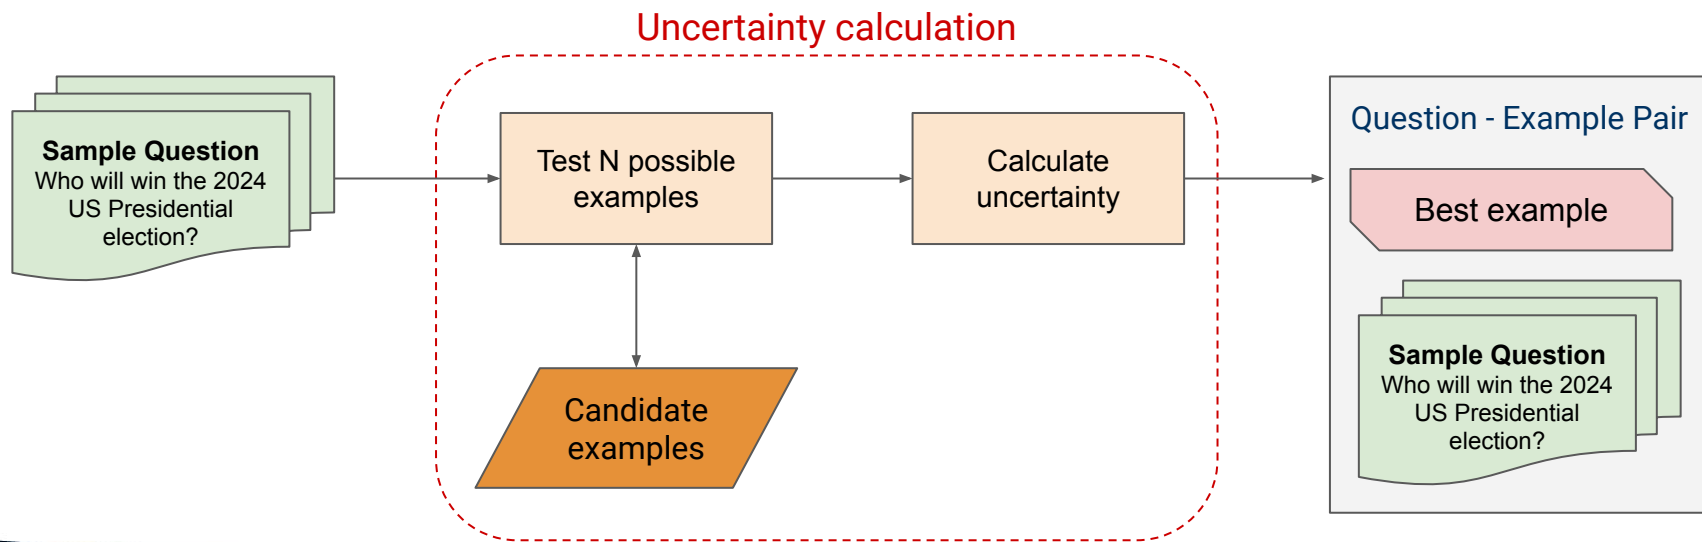 Uncertainty calculation
Sample Question
Who will win the 2024
US Presidential
election?
Test N possible
examples
Calculate
uncertainty
Candidate
examples
Question - Example Pair
Best example
Sample Question
Who will win the 2024
US Presidential
election?